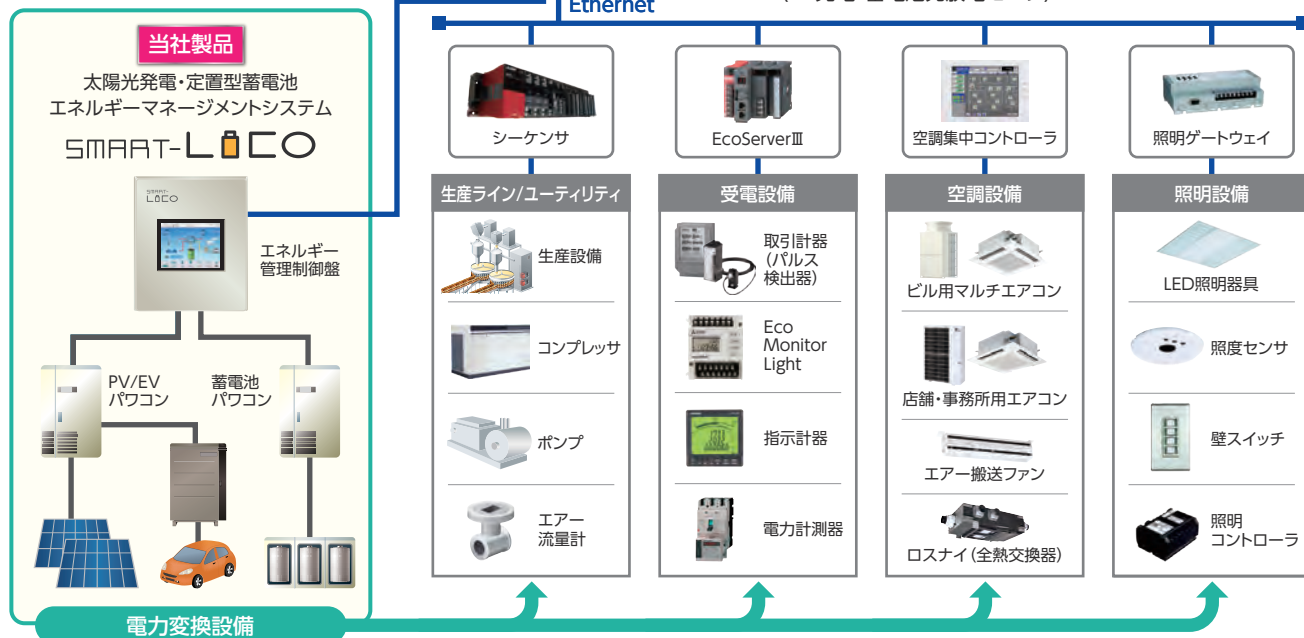 Ethernet
当社製品
太陽光発電・定置型蓄電池
エネルギーマネージメントシステム
SMART-LOCO
SMART-
LOCO
エネルギー
管理制御盤
PV/EV
パワコン
蓄電池
パワコン
電力変換設備
シーケンサ
EcoServerⅢ
空調集中コントローラ
照明ゲートウェイ
生産ライン/ユーティリティ
生産設備
コンプレッサ
ポンプ
エアー
流量計
受電設備
取引計器
(パルス
検出器)
Eco
Monitor
Light
指示計器
電力計測器
空調設備
ビル用マルチエアコン
店舗・事務所用エアコン
エアー搬送ファン
ロスナイ(全熱交換器)
照明設備
LED照明器具
照度センサ
壁スイッチ
照明
コントローラ